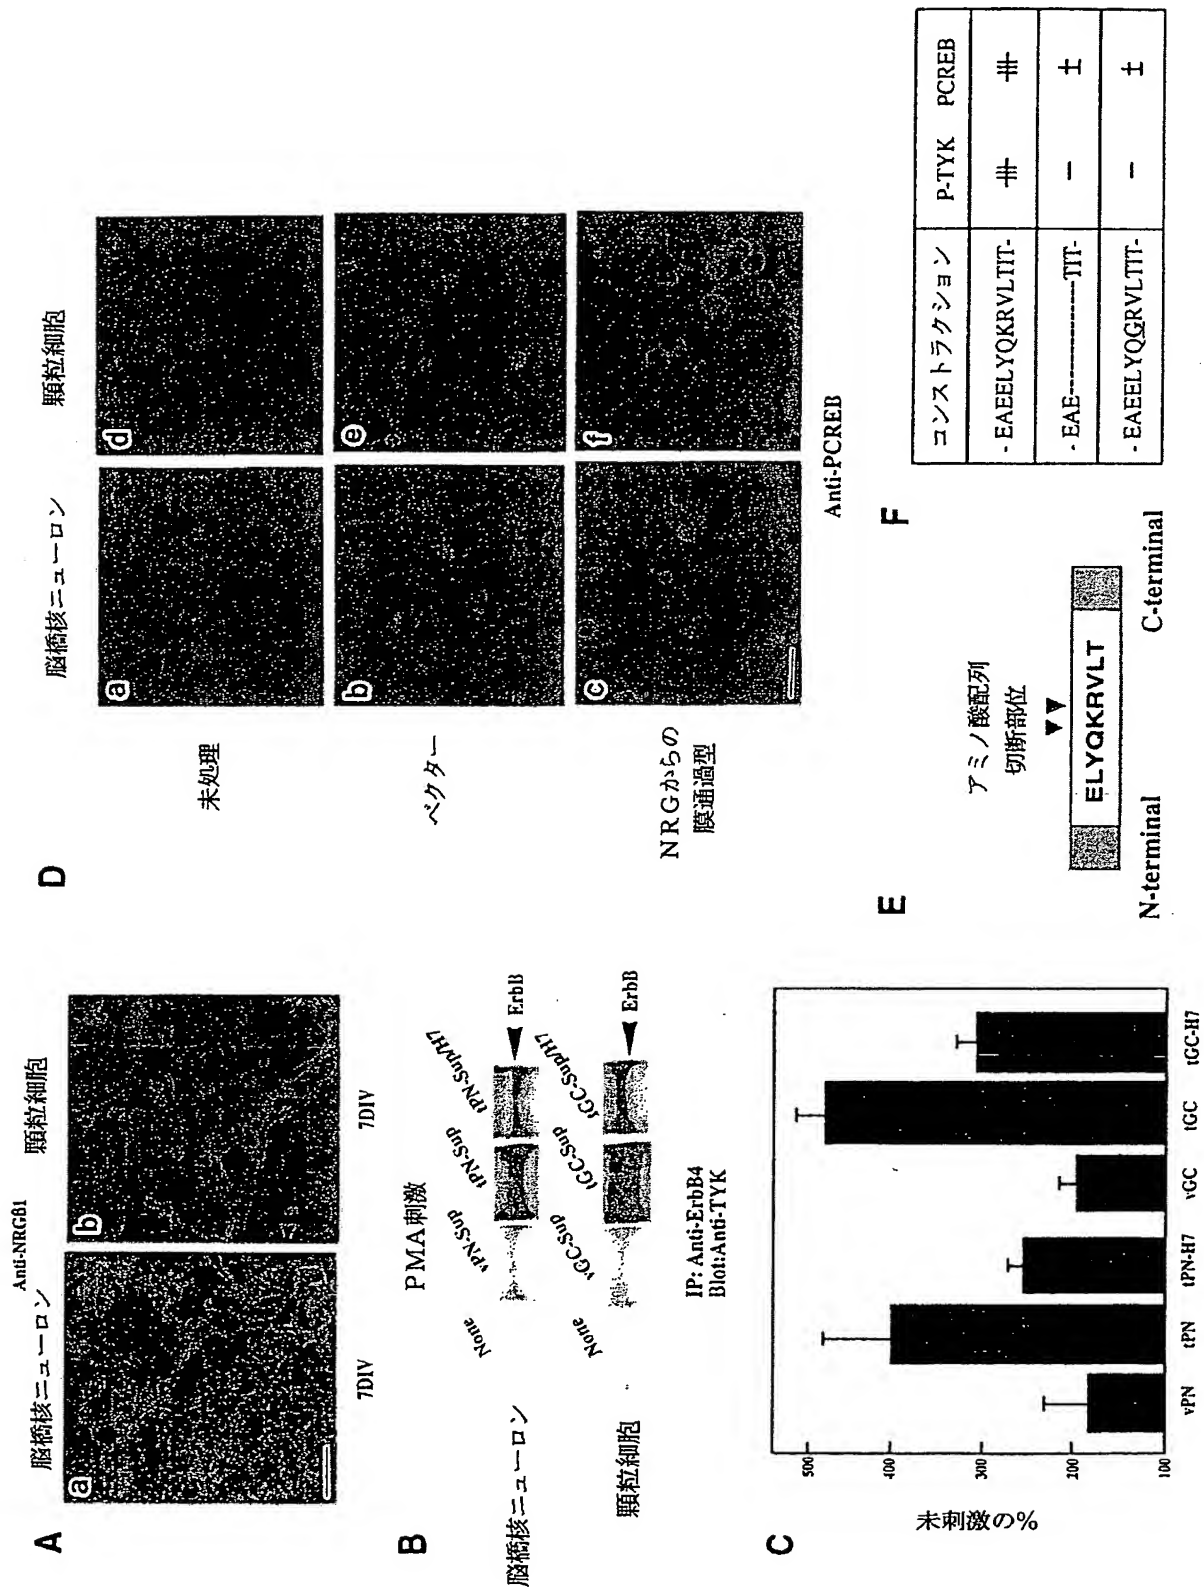 A
Anti-NRGβ1
脳橋核ニューロン
顆粒細胞
a
b
7DIV
7DIV
B
PMA刺激
None
vPN-Sup
tPN-Sup
tPN-Sup/H7
脳橋核ニューロン
ErbB
None
vGC-Sup
tGC-Sup
tGC-Sup/H7
顆粒細胞
ErbB
IP: Anti-ErbB4
Blot:Anti-TYK
C
未刺激の%
500
400
300
200
100
vPN
tPN
tPN-H7
vGC
tGC
tGC-H7
D
脳橋核ニューロン
顆粒細胞
未処理
a
d
ベクター
b
e
NRGからの
膜通過型
c
f
Anti-PCREB
E
アミノ酸配列
切断部位
ELYQKRVLT
N-terminal
C-terminal
F
コンストラクション P-TYK PCREB
- EAEELYQKRVLTIT- ⧻ ⧻
- EAE---------------TIT- − ±
- EAEELYQGRVLTIT- − ±